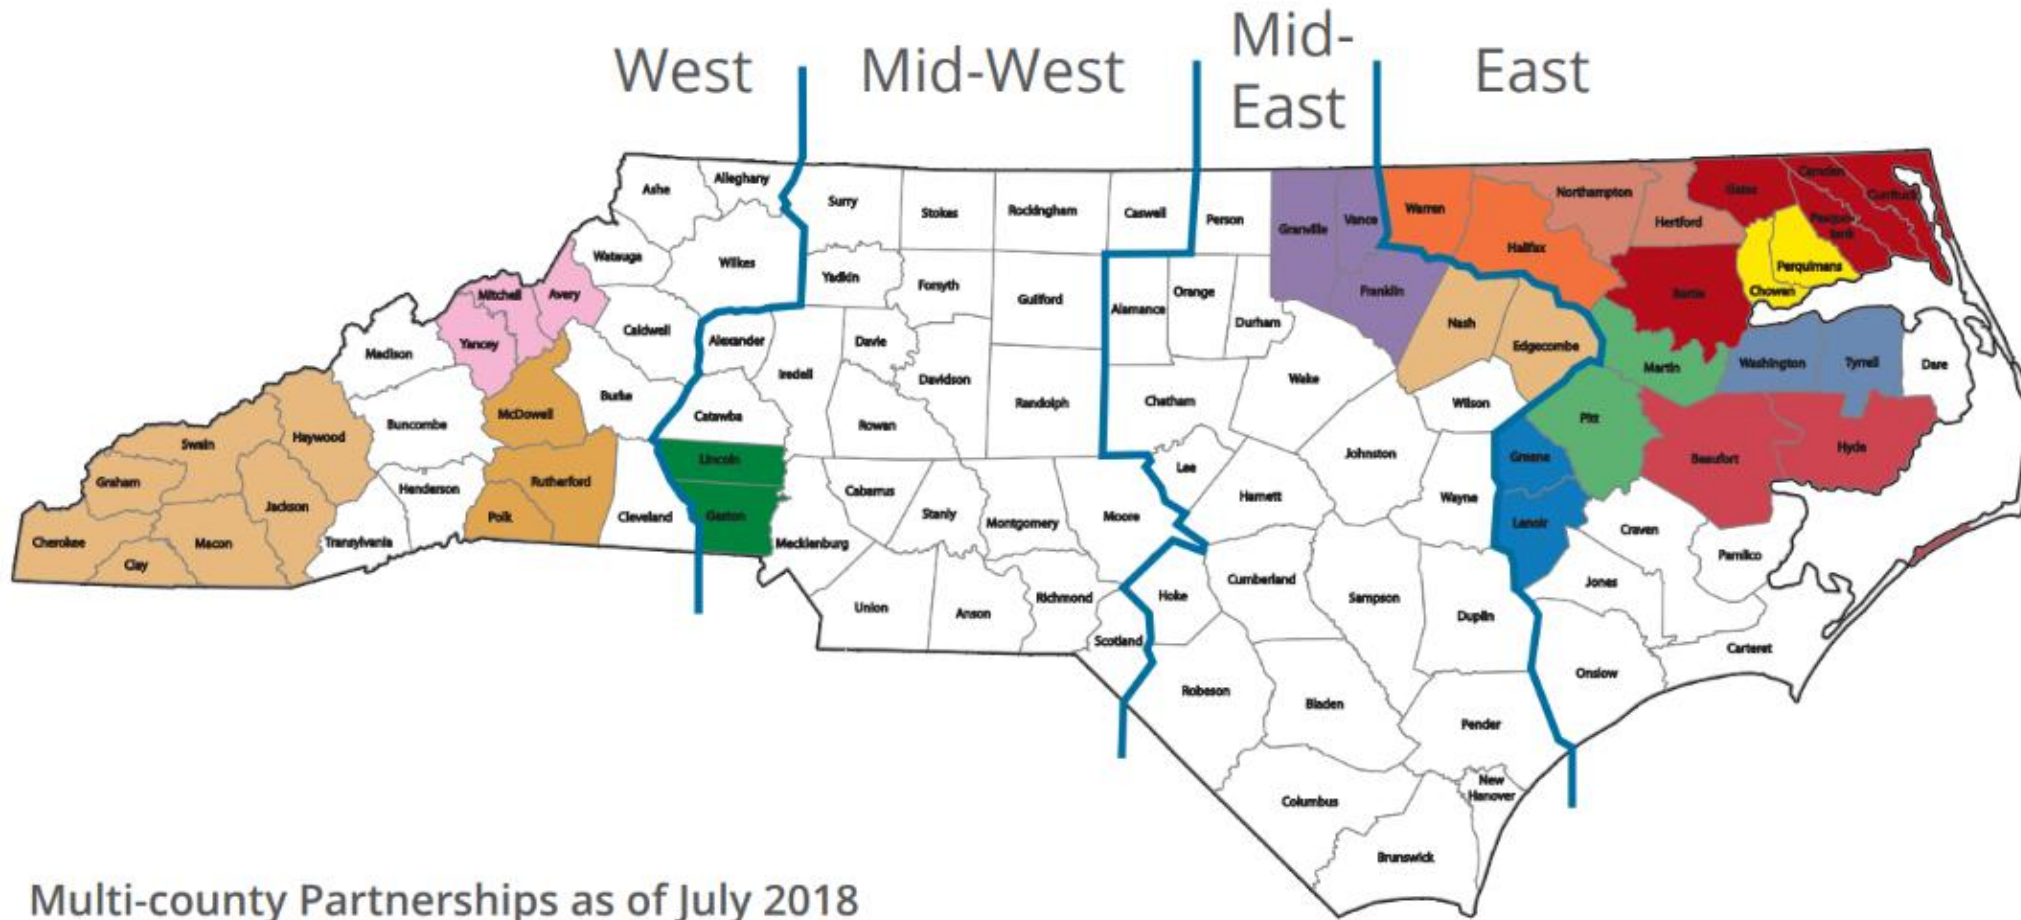 West
Mid-West
Mid-
East
East
Ashe
Alleghany
Surry
Stokes
Rockingham
Caswell
Person
Granville
Vance
Warren
Northampton
Hertford
Gates
Camden
Currituck
Pasquo-
tank
Halifax
Watauga
Wilkes
Yadkin
Forsyth
Guilford
Alamance
Orange
Durham
Franklin
Nash
Edgecombe
Bertie
Perquimans
Chowan
Mitchell
Avery
Yancey
Madison
Caldwell
Alexander
Iredell
Davie
Davidson
Randolph
Chatham
Wake
Wilson
Martin
Washington
Tyrrell
Dare
McDowell
Burke
Catawba
Rowan
Pitt
Buncombe
Swain
Haywood
Graham
Jackson
Henderson
Rutherford
Lincoln
Cabarrus
Lee
Johnston
Greene
Beaufort
Hyde
Cherokee
Clay
Macon
Transylvania
Polk
Cleveland
Gaston
Mecklenburg
Stanly
Montgomery
Moore
Harnett
Wayne
Lenoir
Craven
Pamlico
Union
Anson
Richmond
Scotland
Hoke
Cumberland
Sampson
Duplin
Jones
Carteret
Onslow
Robeson
Bladen
Pender
Columbus
New
Hanover
Brunswick
Multi-county Partnerships as of July 2018